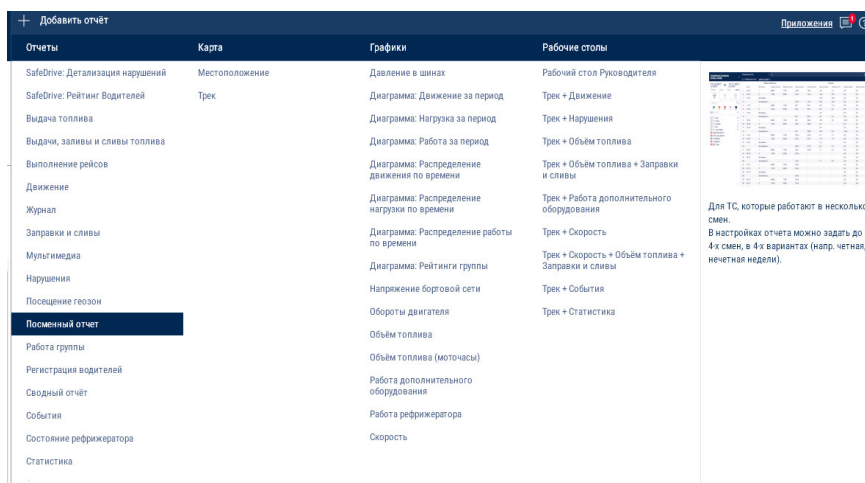 Добавить отчёт
Приложения
1
Отчеты
Карта
Графики
Рабочие столы
SafeDrive: Детализация нарушений
SafeDrive: Рейтинг Водителей
Выдача топлива
Выдачи, заливы и сливы топлива
Выполнение рейсов
Движение
Журнал
Заправки и сливы
Мультимедиа
Нарушения
Посещение геозон
Посменный отчет
Работа группы
Регистрация водителей
Сводный отчёт
События
Состояние рефрижератора
Статистика
Местоположение
Трек
Давление в шинах
Диаграмма: Движение за период
Диаграмма: Нагрузка за период
Диаграмма: Работа за период
Диаграмма: Распределение
движения по времени
Диаграмма: Распределение
нагрузки по времени
Диаграмма: Распределение работы
по времени
Диаграмма: Рейтинги группы
Напряжение бортовой сети
Обороты двигателя
Объём топлива
Объём топлива (моточасы)
Работа дополнительного
оборудования
Работа рефрижератора
Скорость
Рабочий стол Руководителя
Трек + Движение
Трек + Нарушения
Трек + Объём топлива
Трек + Объём топлива + Заправки
и сливы
Трек + Работа дополнительного
оборудования
Трек + Скорость
Трек + Скорость + Объём топлива +
Заправки и сливы
Трек + События
Трек + Статистика
Для ТС, которые работают в несколько
смен.
В настройках отчета можно задать до
4-х смен, в 4-х вариантах (напр. четная,
нечетная недели).